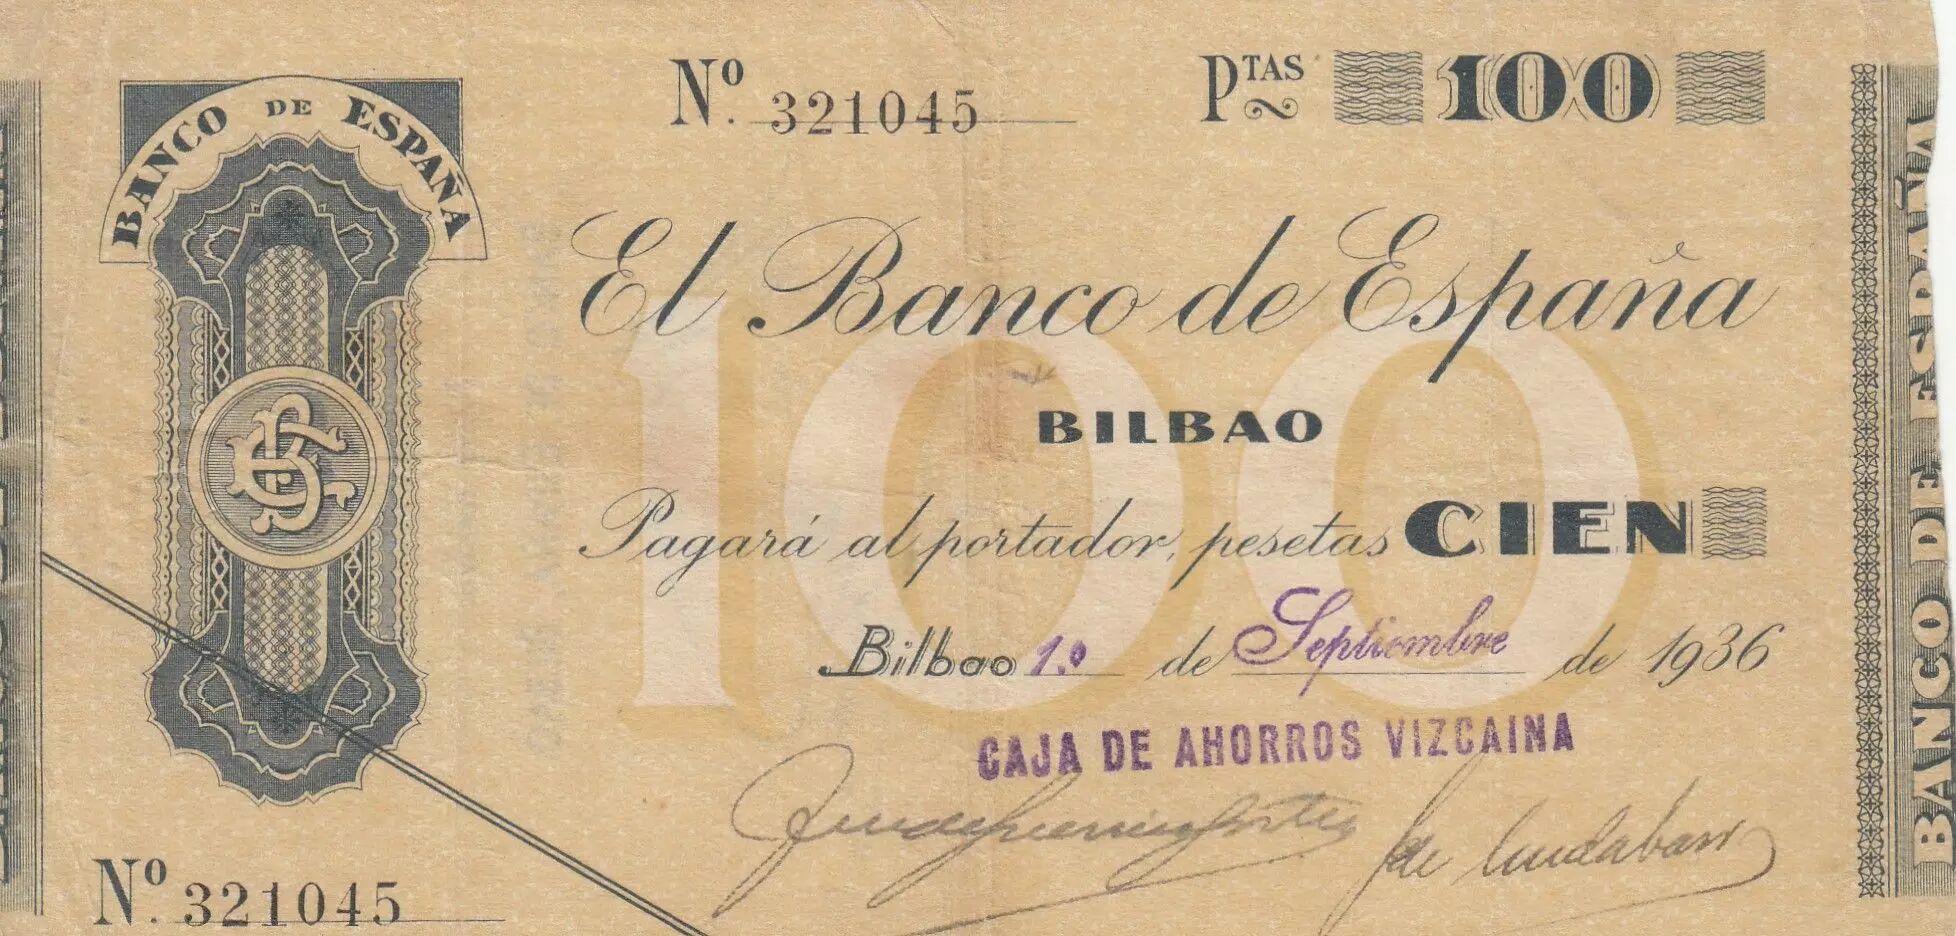 BANCO DE ESPAÑA
Nº. 321045
PTAS 100
El Banco de España
100
BILBAO
Pagará al portador, pesetas CIEN
Bilbao 1.º de Septiembre de 1936
CAJA DE AHORROS VIZCAINA
Nº. 321045
BANCO DE ESPAÑA